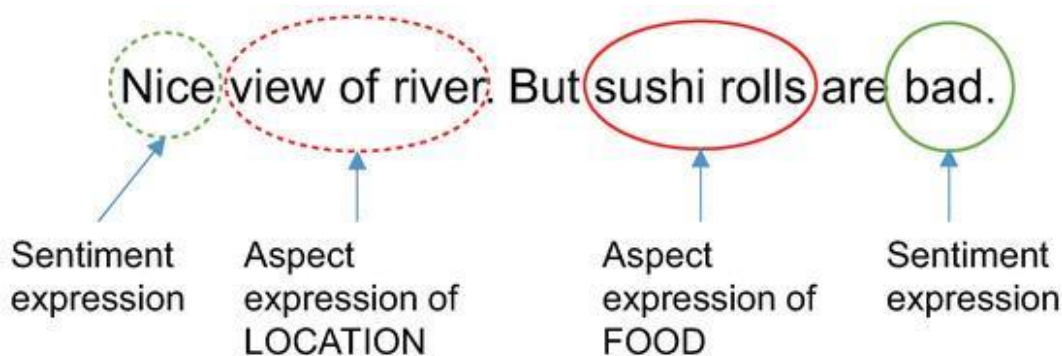 Nice view of river. But sushi rolls are bad.
Sentiment
expression
Aspect
expression of
LOCATION
Aspect
expression of
FOOD
Sentiment
expression